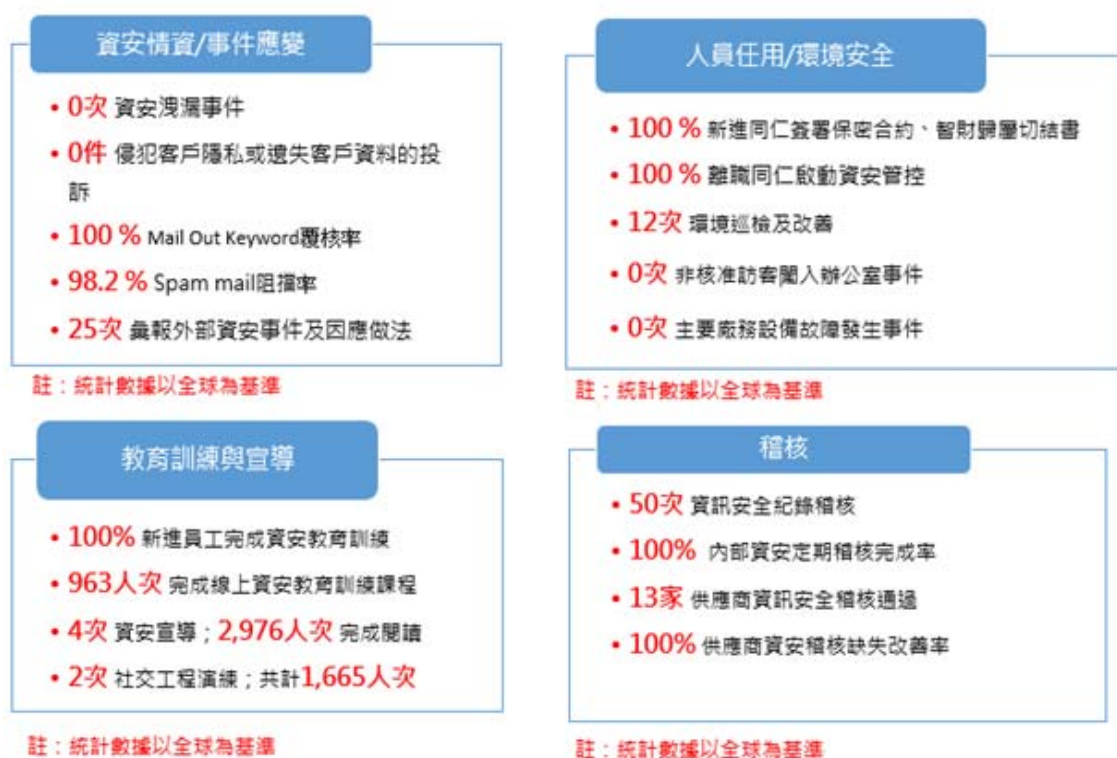 資安情資/事件應變
• 0次 資安洩漏事件
• 0件 侵犯客戶隱私或遺失客戶資料的投
訴
• 100 % Mail Out Keyword覆核率
• 98.2 % Spam mail阻擋率
• 25次 彙報外部資安事件及因應做法
註：統計數據以全球為基準
人員任用/環境安全
• 100 % 新進同仁簽署保密合約、智財歸屬切結書
• 100 % 離職同仁啟動資安管控
• 12次 環境巡檢及改善
• 0次 非核准訪客闖入辦公室事件
• 0次 主要廠務設備故障發生事件
註：統計數據以全球為基準
教育訓練與宣導
• 100% 新進員工完成資安教育訓練
• 963人次 完成線上資安教育訓練課程
• 4次 資安宣導；2,976人次 完成閱讀
• 2次 社交工程演練；共計1,665人次
註：統計數據以全球為基準
稽核
• 50次 資訊安全紀錄稽核
• 100% 內部資安定期稽核完成率
• 13家 供應商資訊安全稽核通過
• 100% 供應商資安稽核缺失改善率
註：統計數據以全球為基準